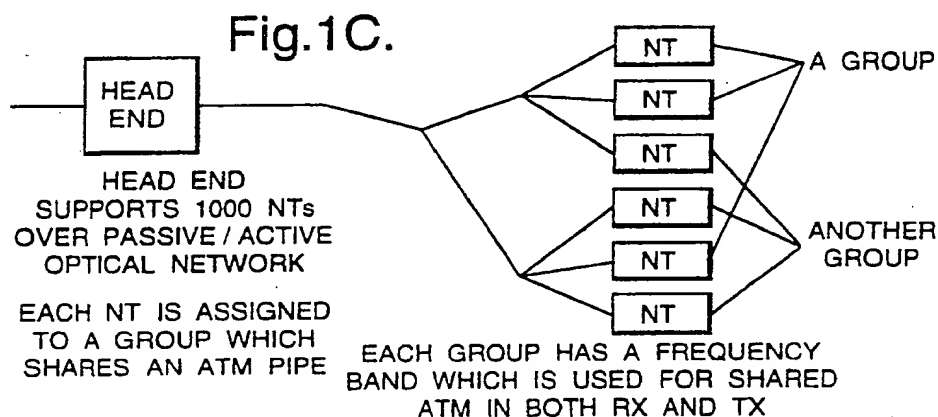 Fig.1C.
HEAD
END
HEAD END
SUPPORTS 1000 NTs
OVER PASSIVE/ACTIVE
OPTICAL NETWORK
EACH NT IS ASSIGNED
TO A GROUP WHICH
SHARES AN ATM PIPE
NT
NT
NT
NT
NT
NT
A GROUP
ANOTHER
GROUP
EACH GROUP HAS A FREQUENCY
BAND WHICH IS USED FOR SHARED
ATM IN BOTH RX AND TX